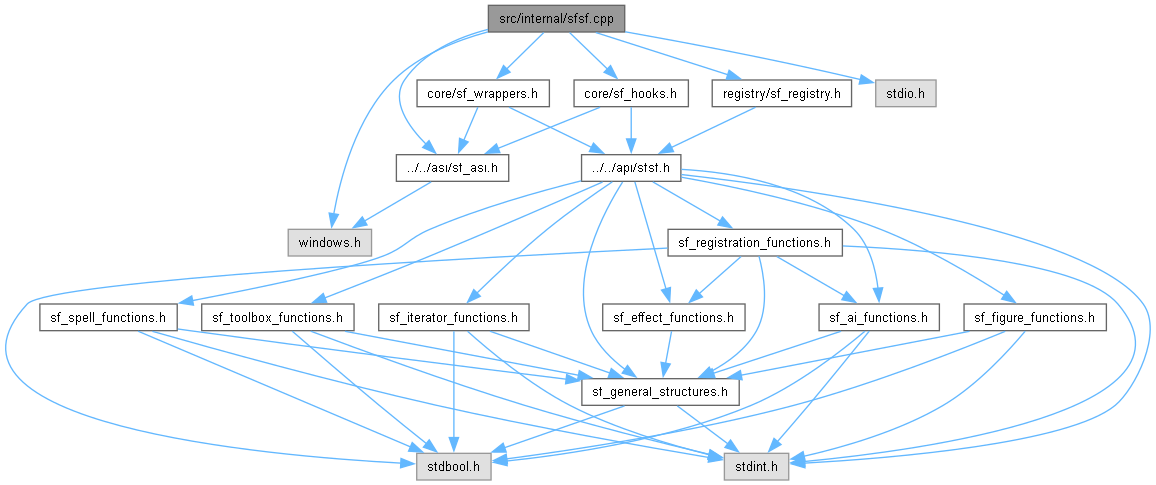 src/internal/sfsf.cpp
core/sf_wrappers.h
core/sf_hooks.h
registry/sf_registry.h
stdio.h
../../asi/sf_asi.h
../../api/sfsf.h
windows.h
sf_registration_functions.h
sf_spell_functions.h
sf_toolbox_functions.h
sf_iterator_functions.h
sf_effect_functions.h
sf_ai_functions.h
sf_figure_functions.h
sf_general_structures.h
stdbool.h
stdint.h